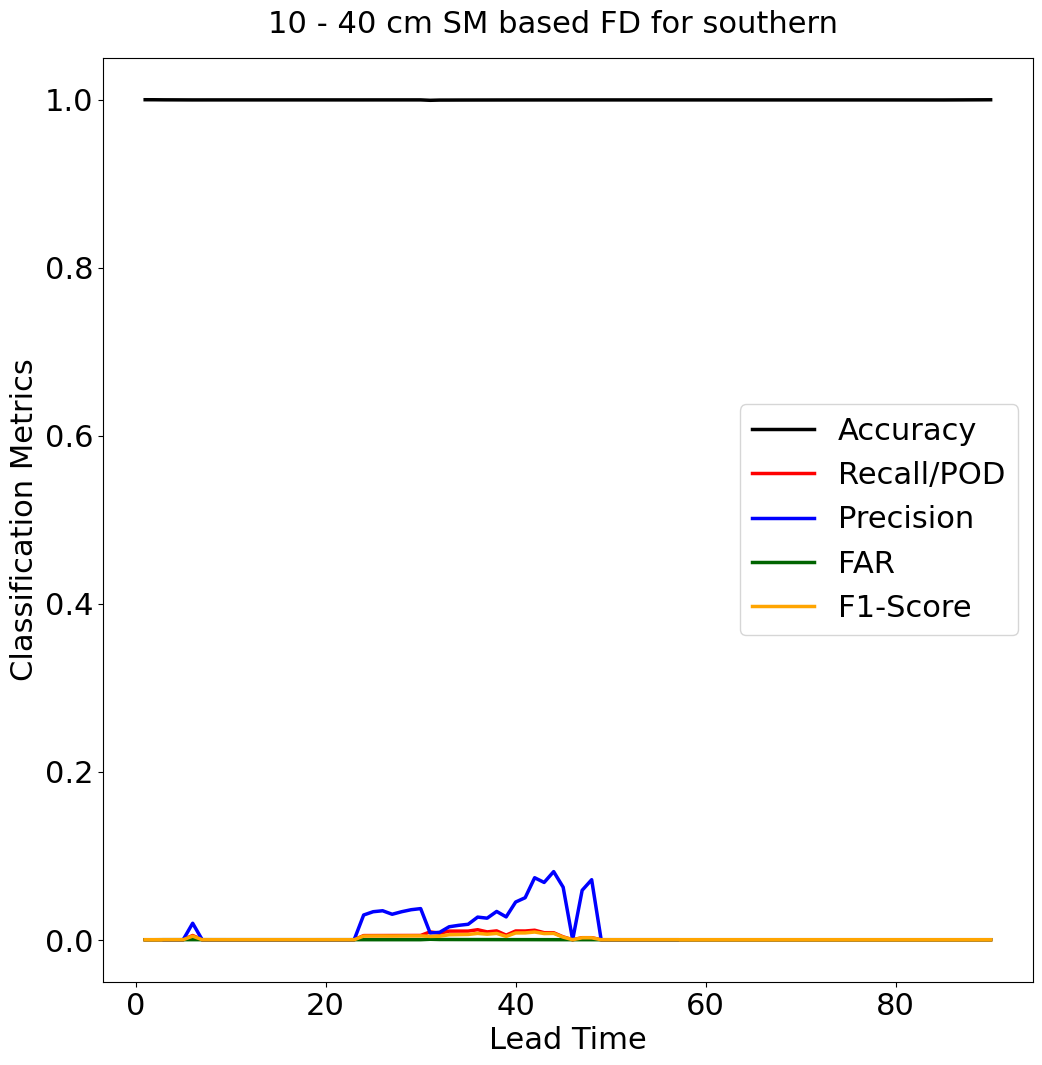 10 - 40 cm SM based FD for southern
1.0
0.8
0.6
0.4
0.2
0.0
Classification Metrics
Accuracy
Recall/POD
Precision
FAR
F1-Score
0 20 40 60 80
Lead Time